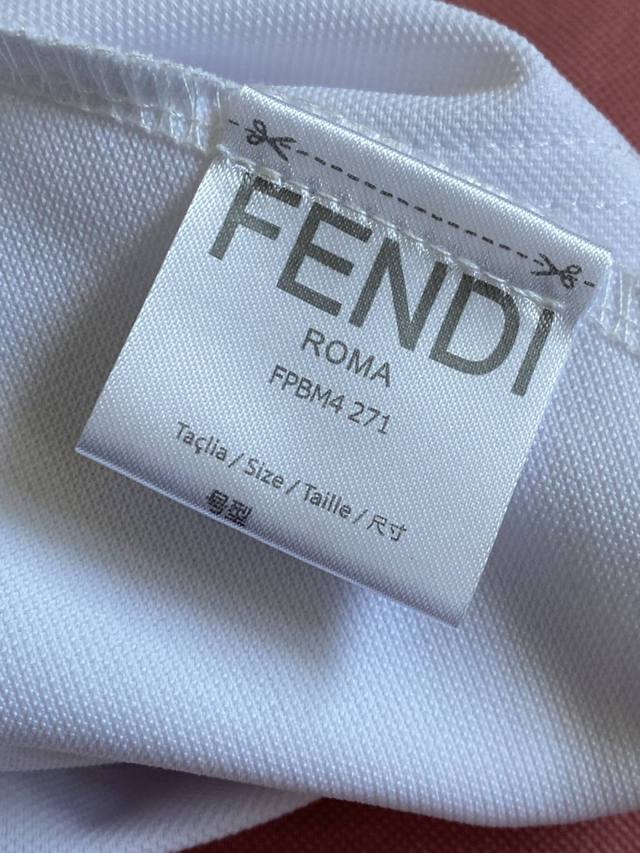 FENDI
ROMA
FPBM4 271
Taçlia / Size / Taille / 尺寸
号型